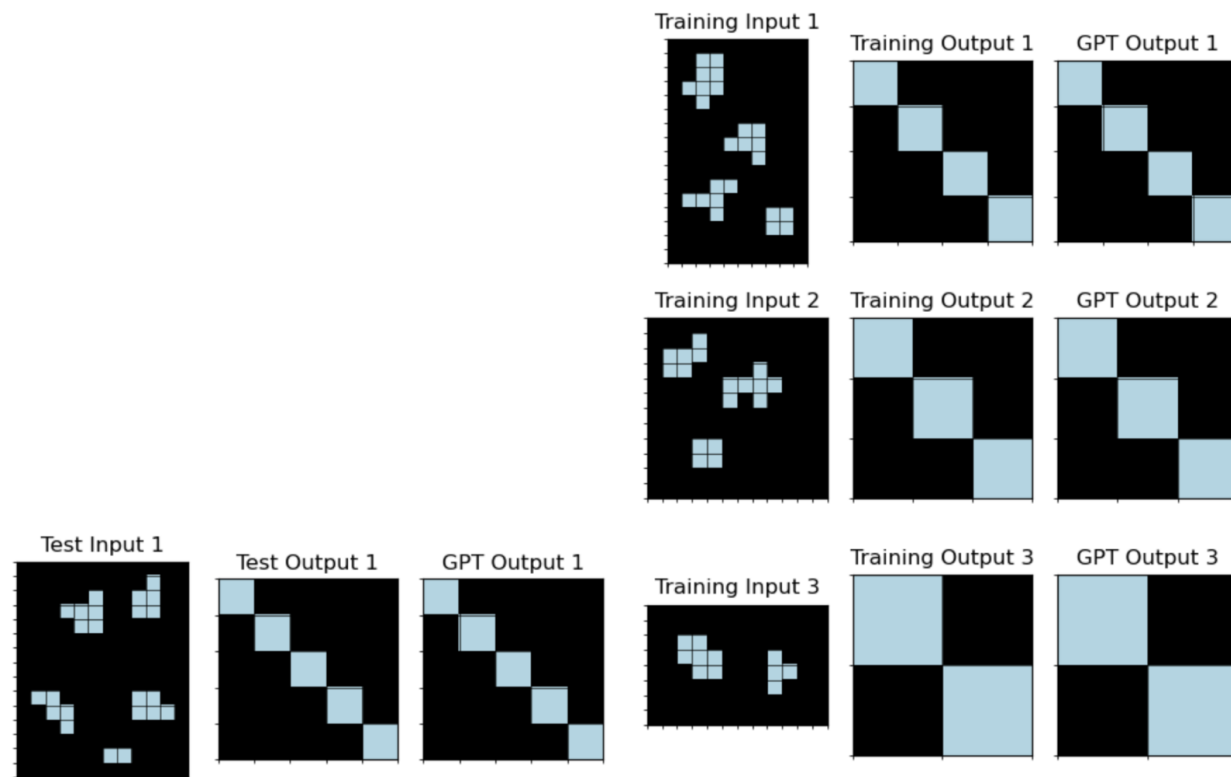 Training Input 1
Training Output 1
GPT Output 1
Training Input 2
Training Output 2
GPT Output 2
Test Input 1
Test Output 1
GPT Output 1
Training Input 3
Training Output 3
GPT Output 3